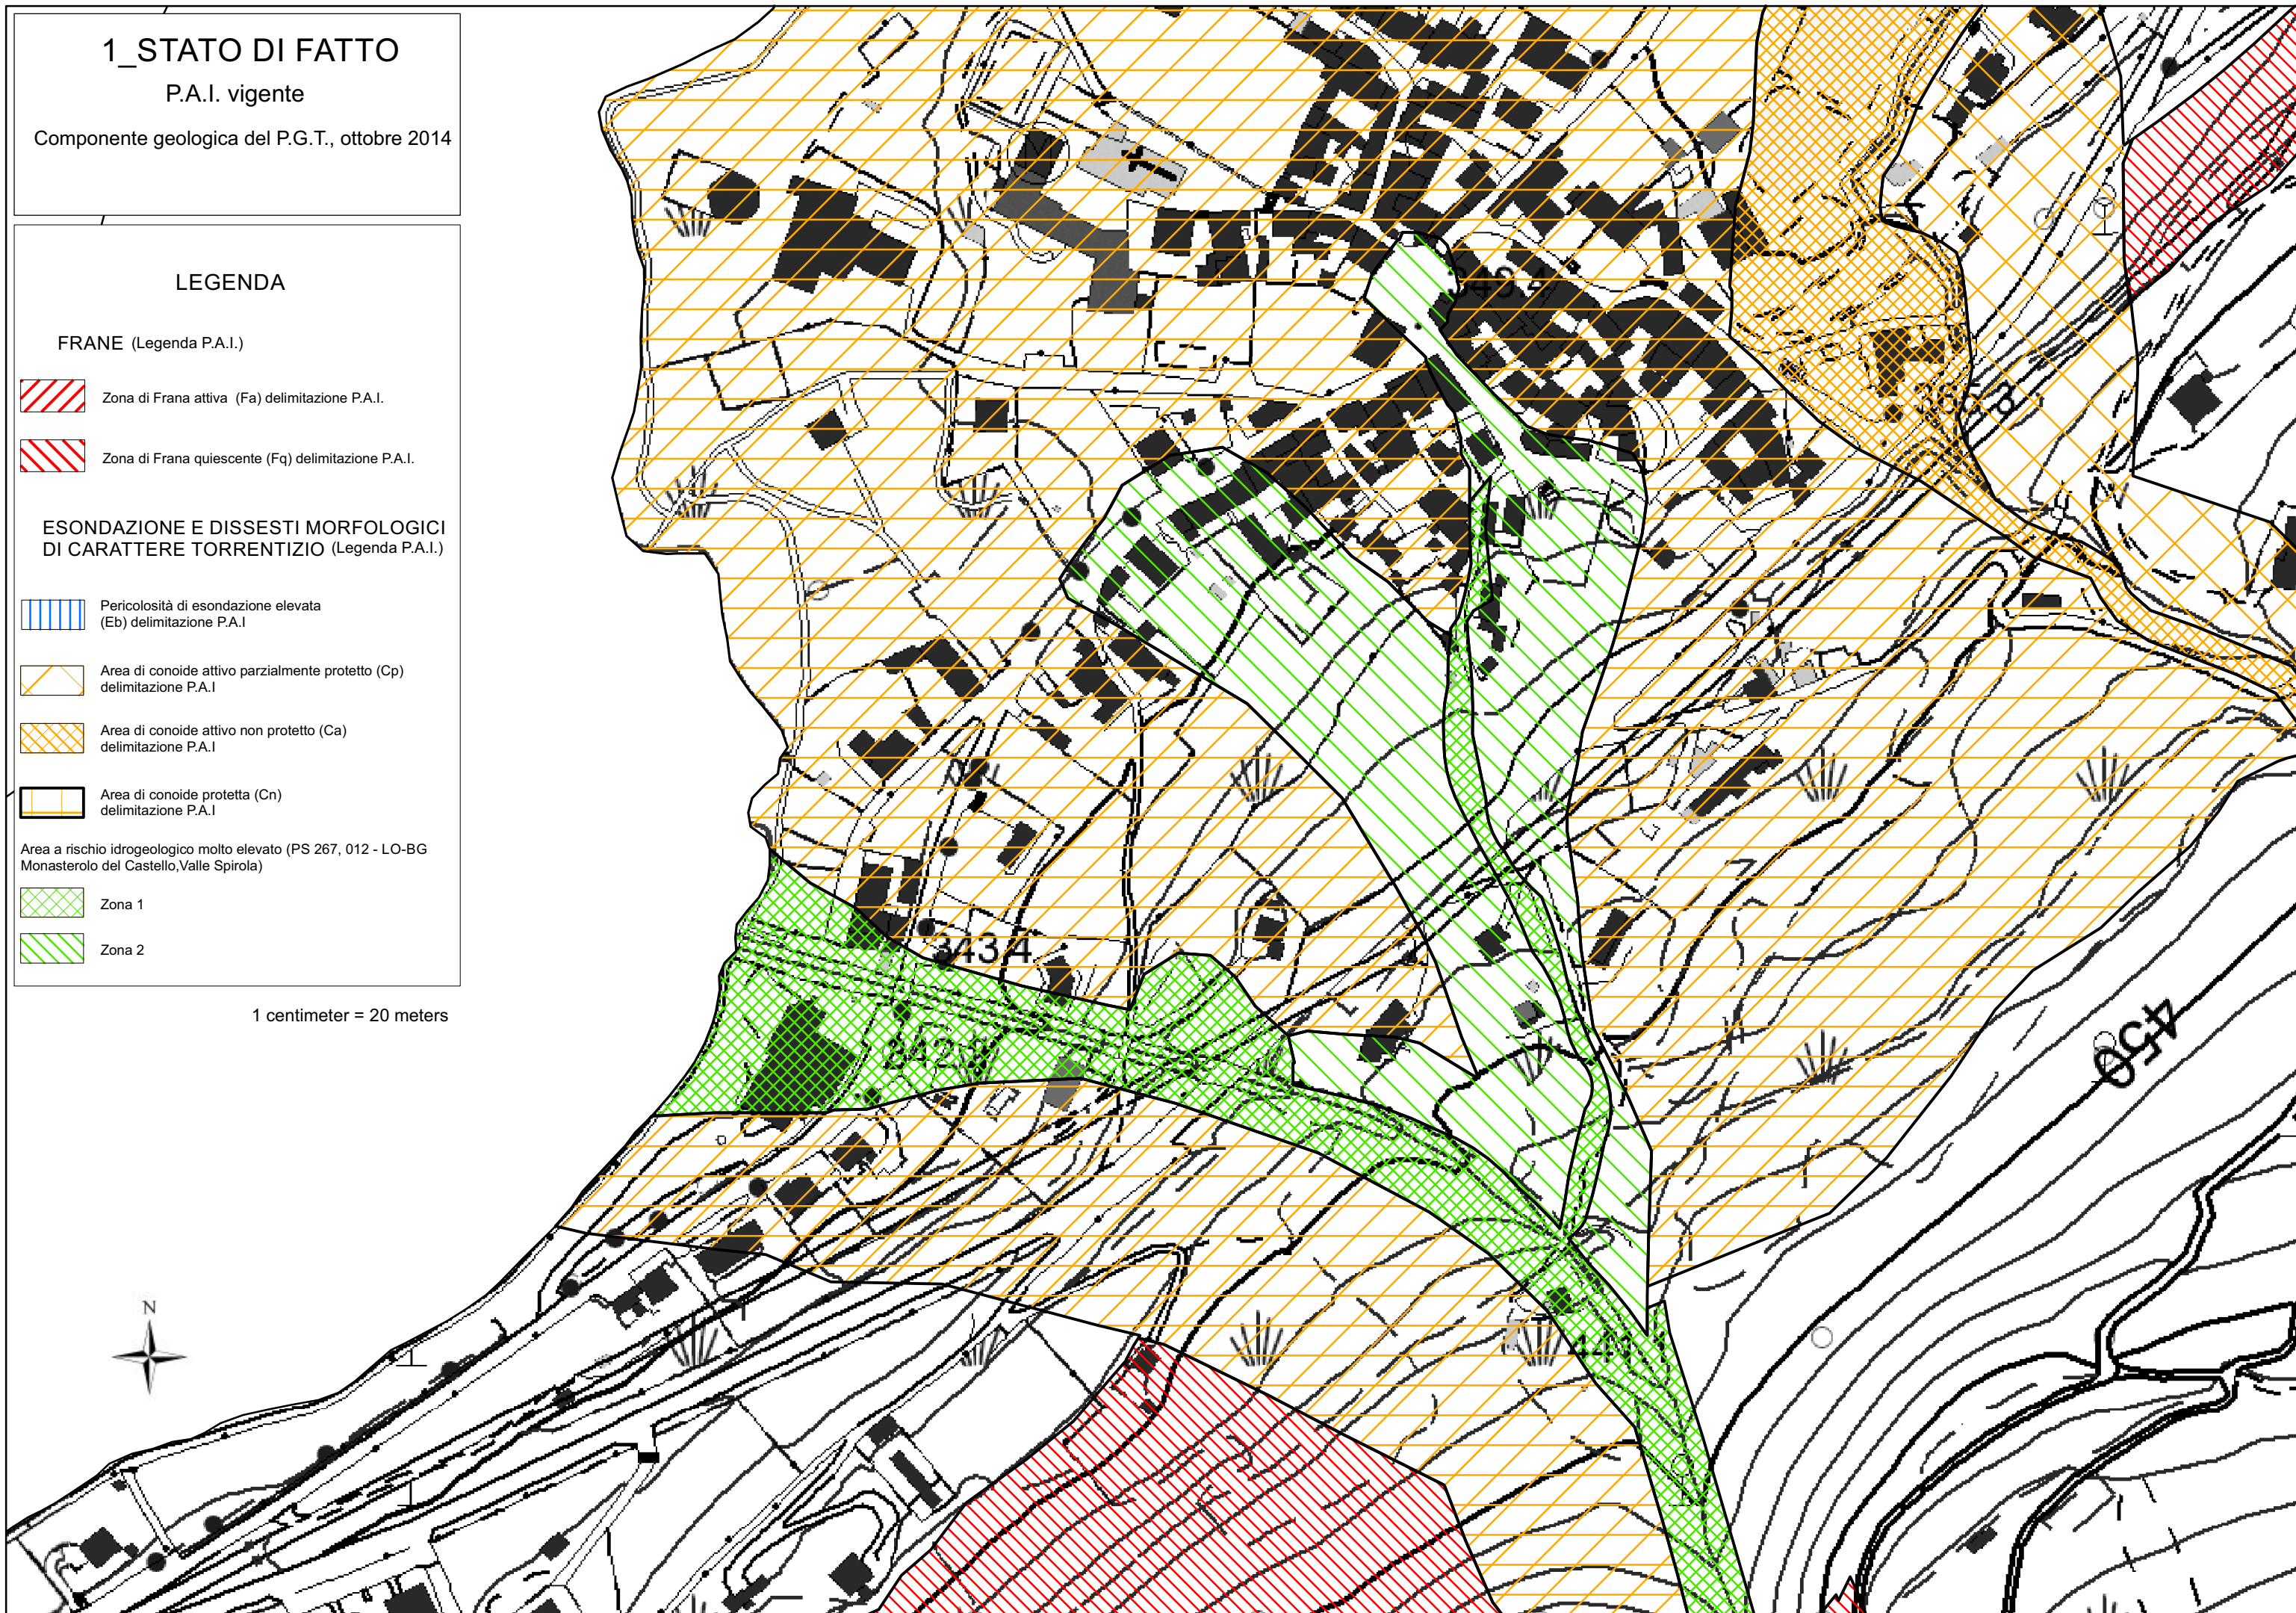 1_STATO DI FATTO
P.A.I. vigente
Componente geologica del P.G.T., ottobre 2014
LEGENDA
FRANE (Legenda P.A.I.)
Zona di Frana attiva (Fa) delimitazione P.A.I.
Zona di Frana quiescente (Fq) delimitazione P.A.I.
ESONDAZIONE E DISSESTI MORFOLOGICI
DI CARATTERE TORRENTIZIO (Legenda P.A.I.)
Pericolosità di esondazione elevata
(Eb) delimitazione P.A.I
Area di conoide attivo parzialmente protetto (Cp)
delimitazione P.A.I
Area di conoide attivo non protetto (Ca)
delimitazione P.A.I
Area di conoide protetta (Cn)
delimitazione P.A.I
Area a rischio idrogeologico molto elevato (PS 267, 012 - LO-BG
Monasterolo del Castello,Valle Spirola)
Zona 1
Zona 2
1 centimeter = 20 meters
N
349.4
343.4
450